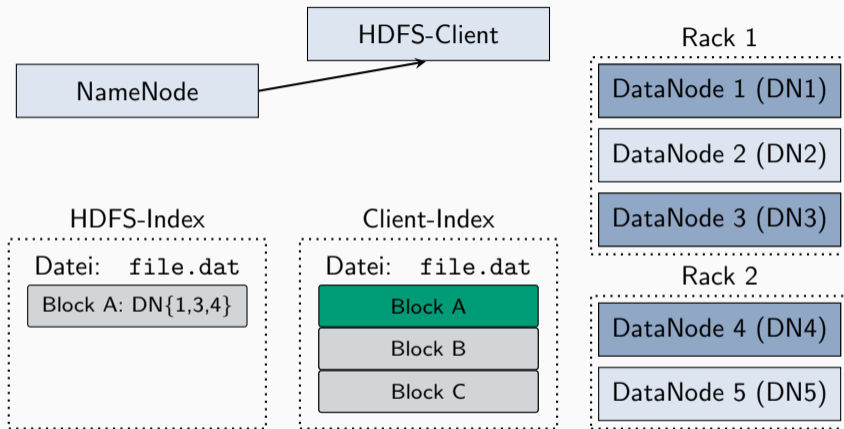 HDFS-Client
NameNode
HDFS-Index
Datei: file.dat
Block A: DN{1,3,4}
Client-Index
Datei: file.dat
Block A
Block B
Block C
Rack 1
DataNode 1 (DN1)
DataNode 2 (DN2)
DataNode 3 (DN3)
Rack 2
DataNode 4 (DN4)
DataNode 5 (DN5)